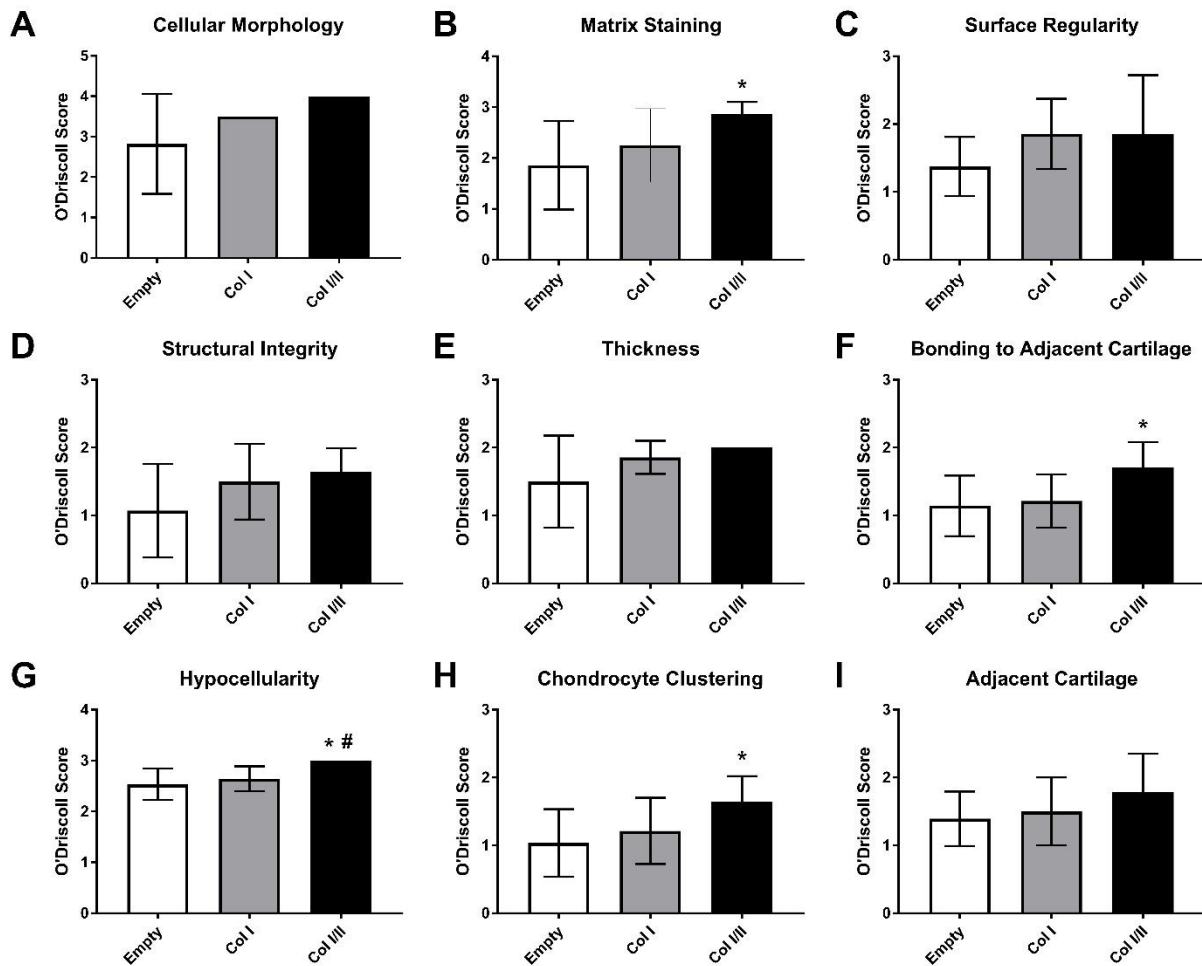 A
Cellular Morphology
O'Driscoll Score
5
4
3
2
1
0
Empty
Col I
Col I/II
B
Matrix Staining
O'Driscoll Score
4
3
2
1
0
*
Empty
Col I
Col I/II
C
Surface Regularity
O'Driscoll Score
3
2
1
0
Empty
Col I
Col I/II
D
Structural Integrity
O'Driscoll Score
3
2
1
0
Empty
Col I
Col I/II
E
Thickness
O'Driscoll Score
3
2
1
0
Empty
Col I
Col I/II
F
Bonding to Adjacent Cartilage
O'Driscoll Score
3
2
1
0
*
Empty
Col I
Col I/II
G
Hypocellularity
O'Driscoll Score
4
3
2
1
0
* #
Empty
Col I
Col I/II
H
Chondrocyte Clustering
O'Driscoll Score
3
2
1
0
*
Empty
Col I
Col I/II
I
Adjacent Cartilage
O'Driscoll Score
3
2
1
0
Empty
Col I
Col I/II